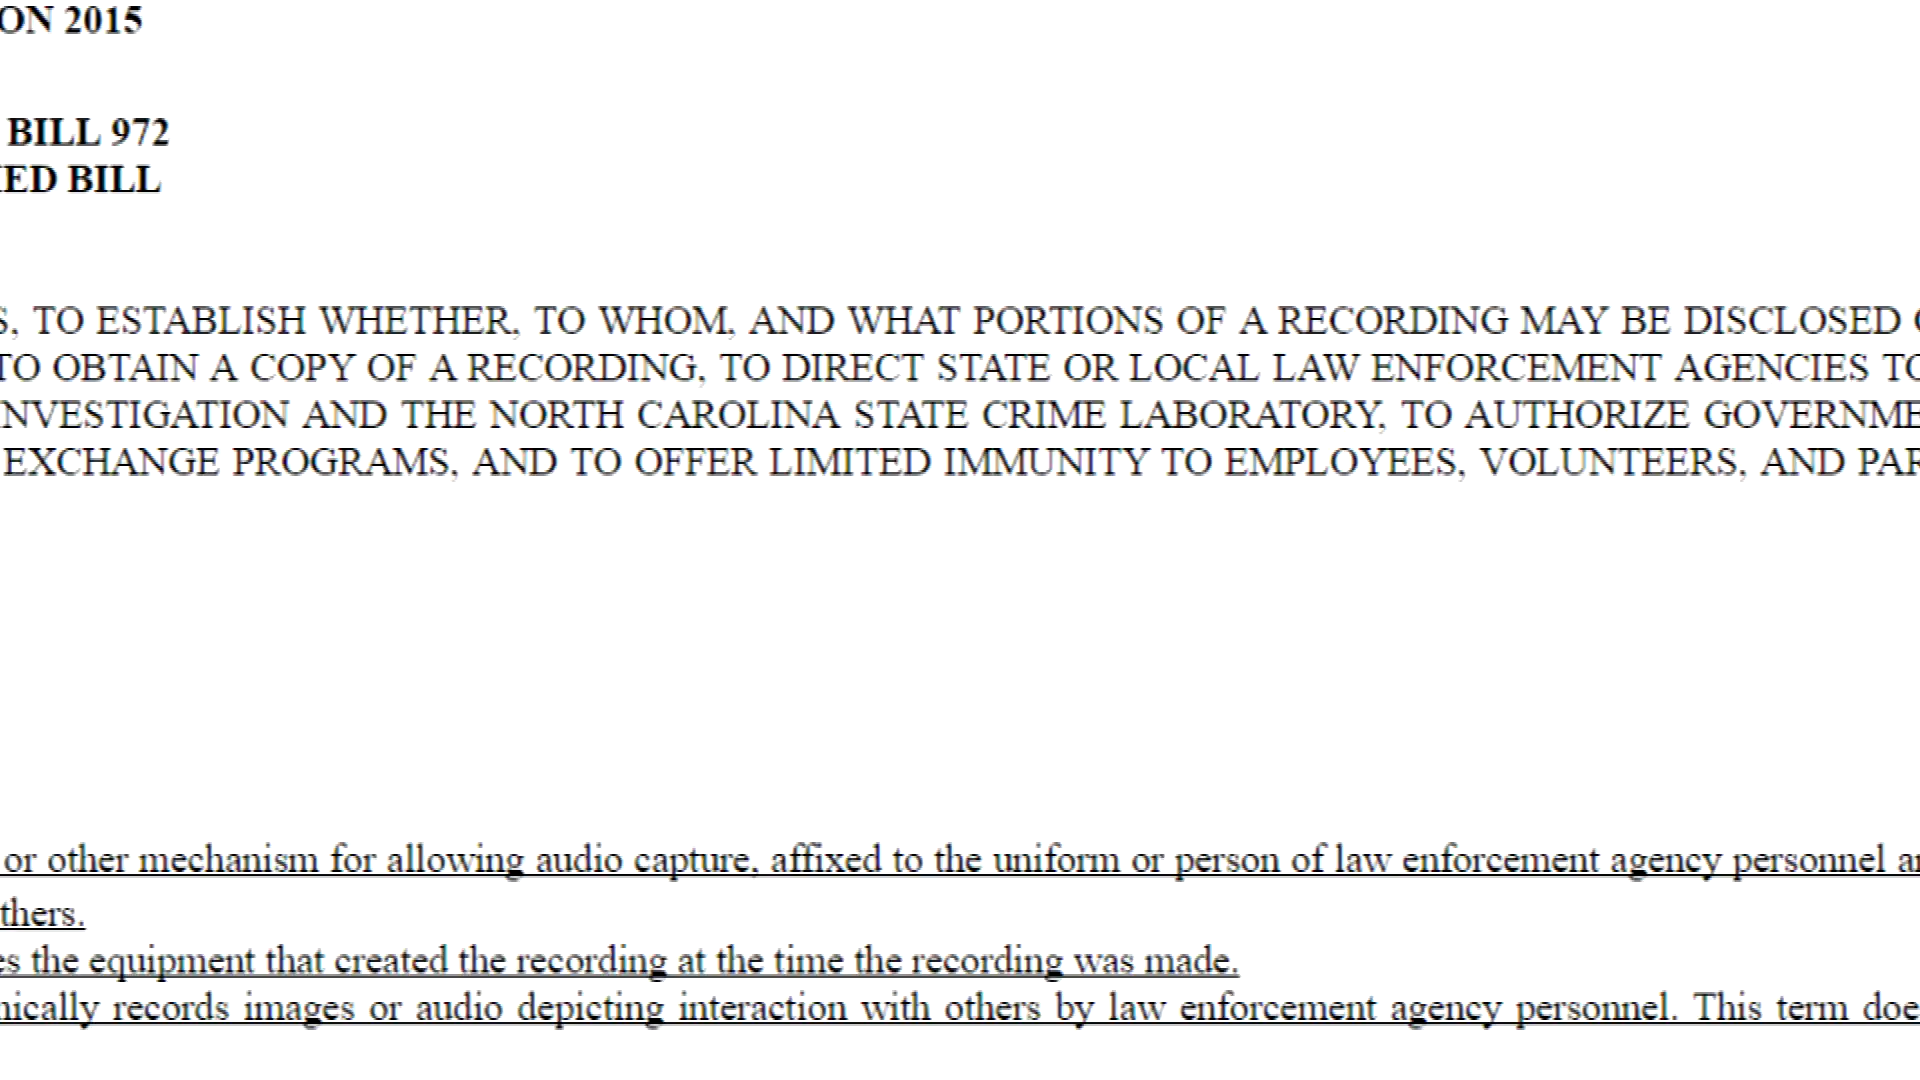 ON 2015
BILL 972
IED BILL
S, TO ESTABLISH WHETHER, TO WHOM, AND WHAT PORTIONS OF A RECORDING MAY BE DISCLOSED
TO OBTAIN A COPY OF A RECORDING, TO DIRECT STATE OR LOCAL LAW ENFORCEMENT AGENCIES TO
NVESTIGATION AND THE NORTH CAROLINA STATE CRIME LABORATORY, TO AUTHORIZE GOVERNME
EXCHANGE PROGRAMS, AND TO OFFER LIMITED IMMUNITY TO EMPLOYEES, VOLUNTEERS, AND PAR
or other mechanism for allowing audio capture, affixed to the uniform or person of law enforcement agency personnel an
thers.
es the equipment that created the recording at the time the recording was made.
nically records images or audio depicting interaction with others by law enforcement agency personnel. This term doe